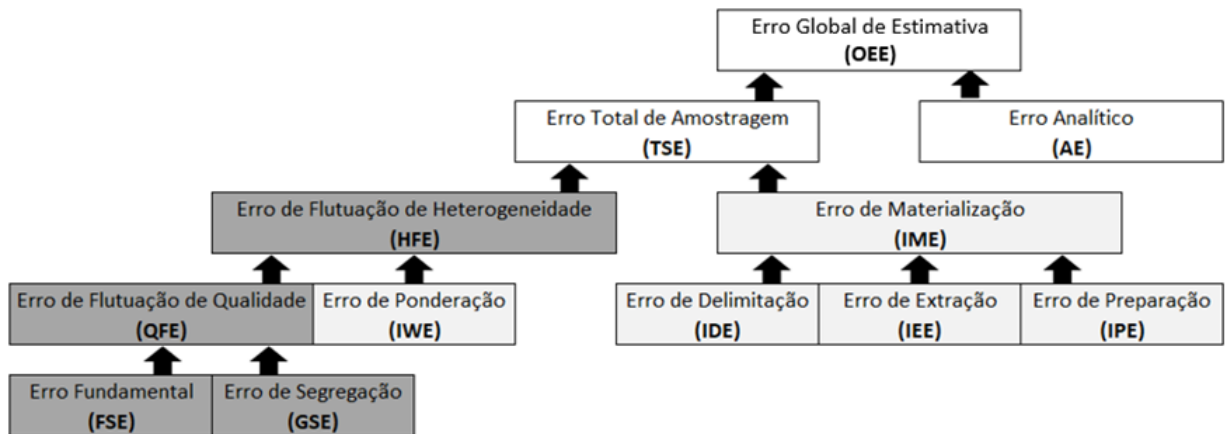 Erro Global de Estimativa
(OEE)
Erro Total de Amostragem
(TSE)
Erro Analítico
(AE)
Erro de Flutuação de Heterogeneidade
(HFE)
Erro de Materialização
(IME)
Erro de Flutuação de Qualidade
(QFE)
Erro de Ponderação
(IWE)
Erro de Delimitação
(IDE)
Erro de Extração
(IEE)
Erro de Preparação
(IPE)
Erro Fundamental
(FSE)
Erro de Segregação
(GSE)